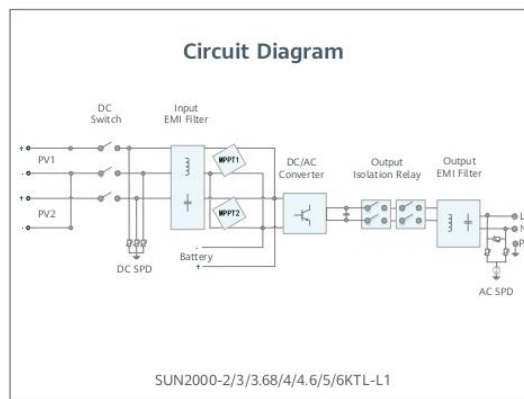 Circuit Diagram
DC
Switch
Input
EMI Filter
MPPT1
PV1
DC/AC
Converter
Output
Isolation Relay
Output
EMI Filter
PV2
MPPT2
L
N
DC SPD
Battery
AC SPD
SUN2000-2/3/3.68/4/4.6/5/6KTL-L1